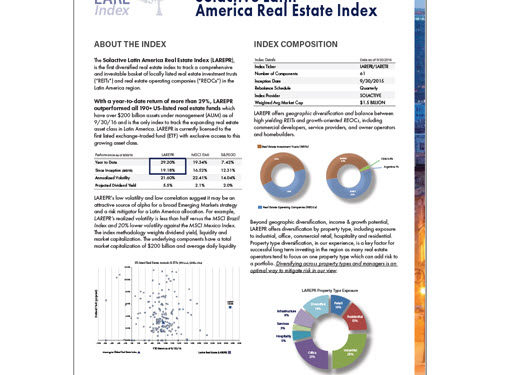 LARE
Index
Solactive Latin
America Real Estate Index
ABOUT THE INDEX
The Solactive Latin America Real Estate Index (LAREPR),
is the first diversified real estate index to track a comprehensive
and investable basket of locally listed real estate investment trusts
("REITs") and real estate operating companies ("REOCs") in the
Latin America region.
With a year-to-date return of more than 29%, LAREPR
outperformed all 190+ US-listed real estate funds which
have over $200 billion assets under management (AUM) as of
9/30/16 and is the only index to track the expanding real estate
asset class in Latin America. LAREPR is currently licensed to the
first listed exchange-traded fund (ETF) with exclusive access to this
growing asset class.
LAREPR MSCI EAFE S&P500
Year to Date 29.20% 19.34% 7.42%
Since Inception joins 19.18% 16.52% 12.31%
Annualized Volatility 21.60% 22.41% 14.04%
Projected Dividend Yield 5.5% 2.1% 2.0%
LAREPR's low volatility and low correlation suggest it may be an
attractive source of alpha for a broad Emerging Markets strategy
and a risk mitigator for a Latin America allocation. For example,
LAREPR's realized volatility is less than half versus the MSCI Brazil
Index and 20% lower volatility against the MSCI Mexico Index.
The index methodology weights dividend yield, liquidity and
market capitalization. The underlying components have a total
market capitalization of $200 billion and average daily liquidity
INDEX COMPOSITION
Index Details Data as of 9/30/2016
Index Ticker LAREPR/LARETR
Number of Components 61
Inception Date 9/30/2015
Rebalance Schedule Quarterly
Index Provider SOLACTIVE
Weighted Avg Market Cap $1.5 BILLION
LAREPR offers geographic diversification and balance between
high yielding REITs and growth-oriented REOCs, including
commercial developers, service providers, and owner operators
and homebuilders.
Real Estate Investment Trusts (REITs)
Real Estate Operating Companies (REOCs)
Beyond geographic diversification, income & growth potential,
LAREPR offers diversification by property type, including exposure
to industrial, office, commercial retail, hospitality and residential.
Property type diversification, in our experience, is a key factor for
successful long term investing in the region as many real estate
operators tend to focus on one property type which can add risk to
a portfolio. Diversifying across property types and managers is an
optimal way to mitigate risk in our view.
LAREPR Property Type Exposure
Infrastructure
Diversified
Retail
Residential
Services
Hospitality
Office
Industrial